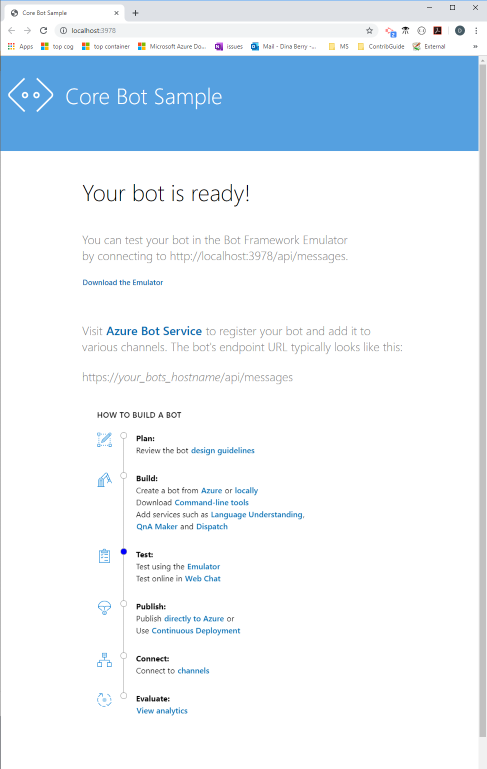 Core Bot Sample
localhost:3978
Apps top cog top container Microsoft Azure Do... issues Mail - Dina Berry -... MS ContribGuide External »
Core Bot Sample
Your bot is ready!
You can test your bot in the Bot Framework Emulator
by connecting to http://localhost:3978/api/messages.
Download the Emulator
Visit Azure Bot Service to register your bot and add it to
various channels. The bot's endpoint URL typically looks like this:
https://your_bots_hostname/api/messages
HOW TO BUILD A BOT
Plan:
Review the bot design guidelines
Build:
Create a bot from Azure or locally
Download Command-line tools
Add services such as Language Understanding,
QnA Maker and Dispatch
Test:
Test using the Emulator
Test online in Web Chat
Publish:
Publish directly to Azure or
Use Continuous Deployment
Connect:
Connect to channels
Evaluate:
View analytics